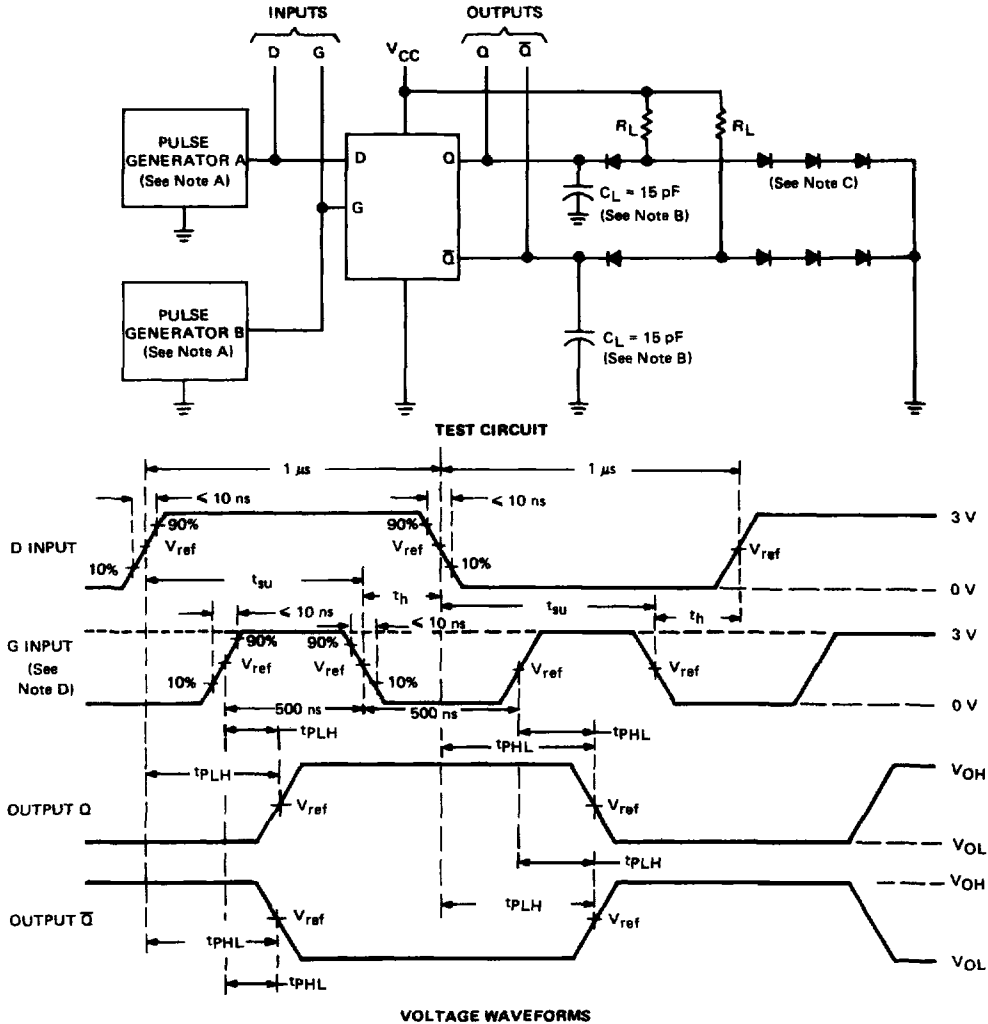 INPUTS
D G
OUTPUTS
Q Q̅
VCC
RL
RL
PULSE
GENERATOR A
(See Note A)
D
Q
G
Q̅
(See Note C)
CL = 15 pF
(See Note B)
PULSE
GENERATOR B
(See Note A)
CL = 15 pF
(See Note B)
TEST CIRCUIT
1 μs
1 μs
≤ 10 ns
≤ 10 ns
90%
90%
3 V
D INPUT
Vref
Vref
Vref
10%
10%
0 V
tsu
th
tsu
th
≤ 10 ns
≤ 10 ns
G INPUT
(See
Note D)
90%
90%
3 V
Vref
Vref
Vref
Vref
10%
10%
0 V
500 ns
500 ns
tPLH
tPHL
tPHL
tPLH
VOH
OUTPUT Q
Vref
Vref
VOL
tPLH
VOH
tPLH
OUTPUT Q̅
Vref
Vref
tPHL
VOL
tPHL
VOLTAGE WAVEFORMS